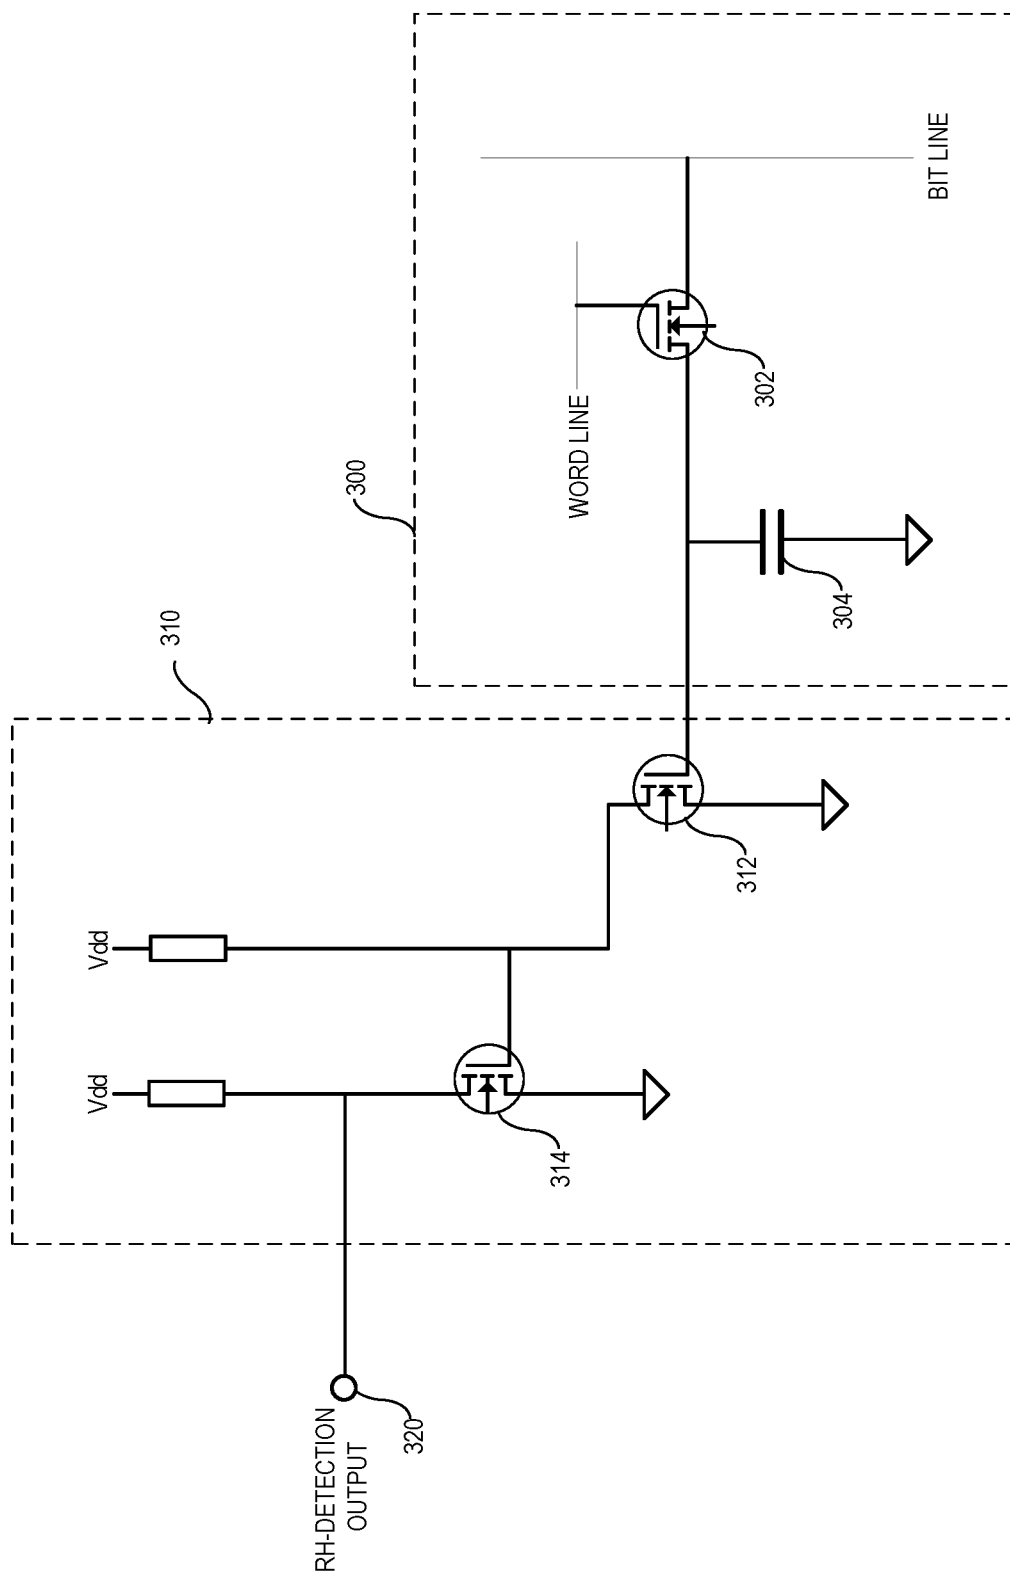 RH-DETECTION
OUTPUT
320
Vdd
Vdd
314
312
310
300
304
WORD LINE
302
BIT LINE